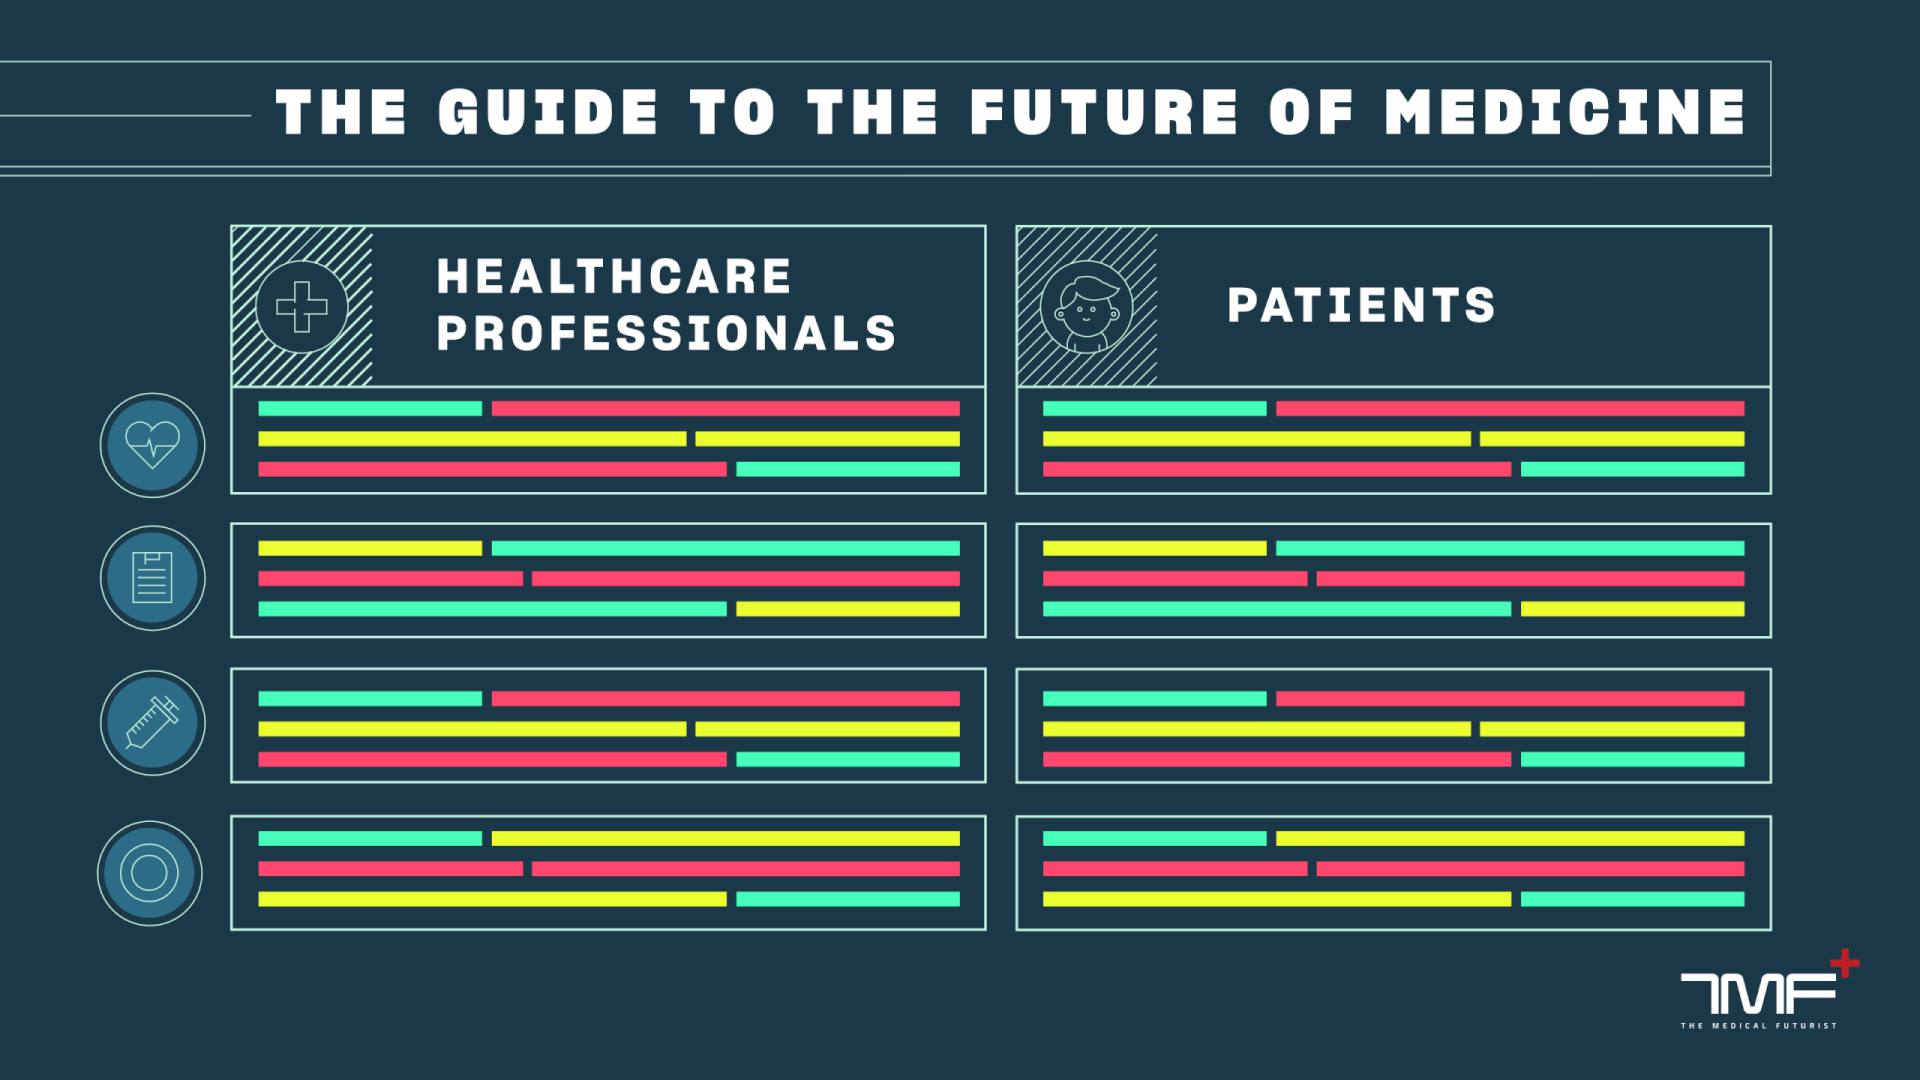 THE GUIDE TO THE FUTURE OF MEDICINE
HEALTHCARE
PROFESSIONALS
PATIENTS
TMF
THE MEDICAL FUTURIST